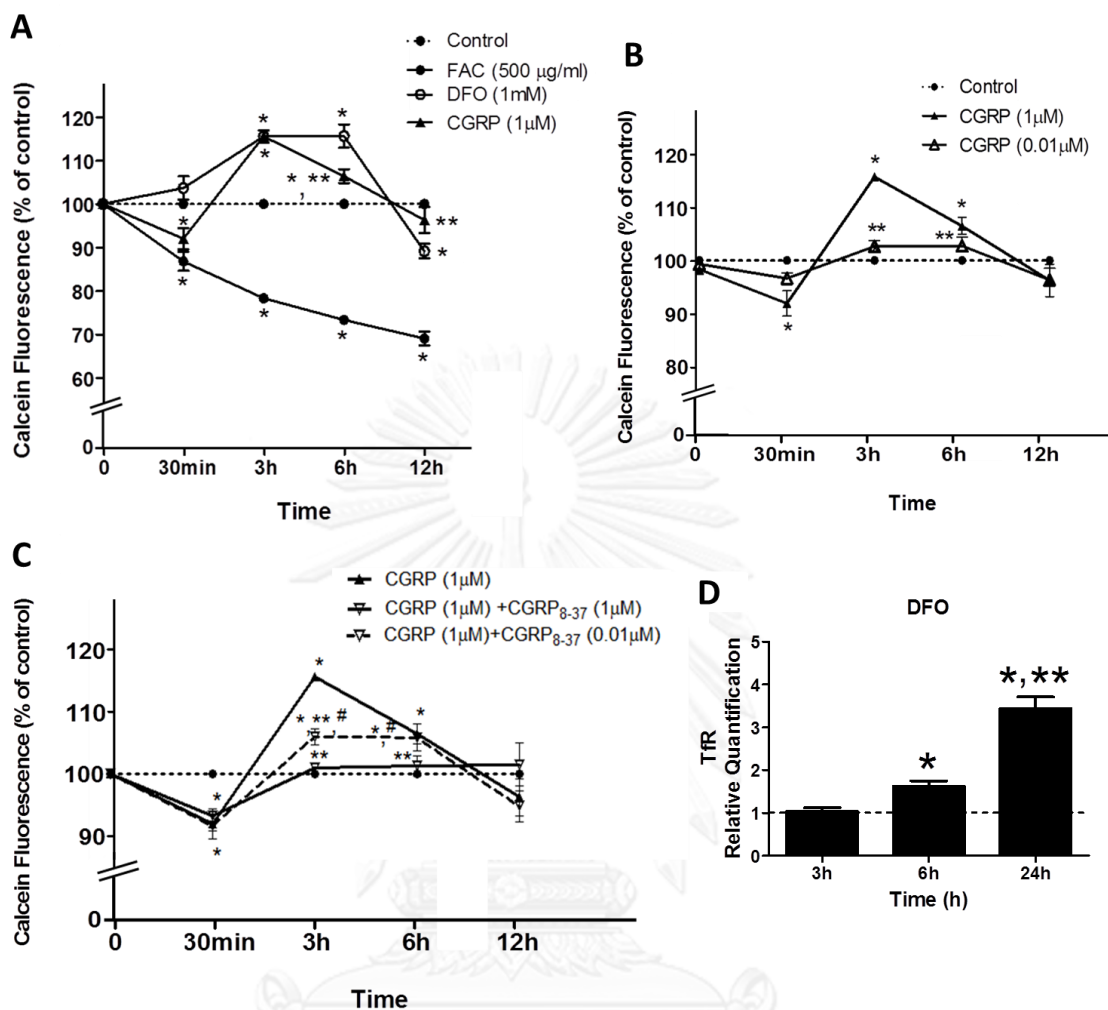 A
Control
FAC (500 µg/ml)
DFO (1mM)
CGRP (1µM)
Calcein Fluorescence (% of control)
120
110
100
90
80
70
60
0
* * * *,** * ** * * * * *
0 30min 3h 6h 12h
Time
B
Control
CGRP (1µM)
CGRP (0.01µM)
Calcein Fluorescence (% of control)
120
110
100
90
80
0
* * ** ** *
0 30min 3h 6h 12h
Time
C
CGRP (1µM)
CGRP (1µM) +CGRP8-37 (1µM)
CGRP (1µM)+CGRP8-37 (0.01µM)
Calcein Fluorescence (% of control)
120
110
100
90
0
* *,**,# *,# * ** ** * *
0 30min 3h 6h 12h
Time
D
DFO
TfR
Relative Quantification
5
4
3
2
1
0
* *,**
3h 6h 24h
Time (h)